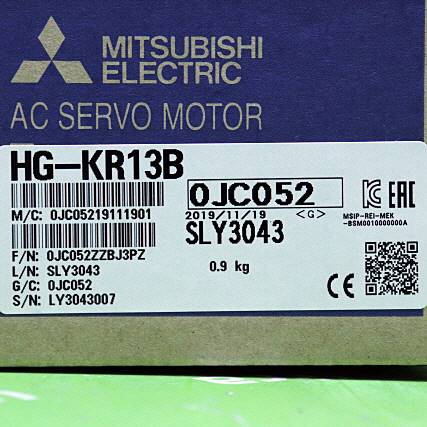 MITSUBISHI
ELECTRIC
AC SERVO MOTOR
HG-KR13B
0JC052
M/C: 0JC05219111901
2019/11/19 <G>
SLY3043
EAC
MSIP-REI-MEK
-BSM0010000000A
F/N: 0JC052ZZBJ3PZ
L/N: SLY3043
0.9 kg
G/C: 0JC052
S/N: LY3043007